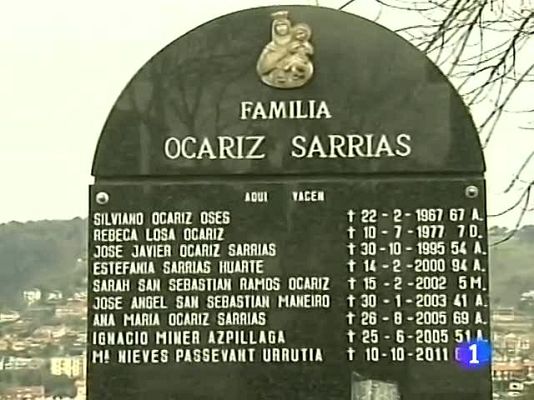 FAMILIA
OCARIZ SARRIAS
AQUI YACEN
SILVIANO OCARIZ OSES † 22 - 2 - 1967 67 A.
REBECA LOSA OCARIZ † 10 - 7 - 1977 7 D.
JOSE JAVIER OCARIZ SARRIAS † 30 - 10 - 1995 54 A.
ESTEFANIA SARRIAS HUARTE † 14 - 2 - 2000 94 A.
SARAH SAN SEBASTIAN RAMOS OCARIZ † 15 - 2 - 2002 5 M.
JOSE ANGEL SAN SEBASTIAN MANEIRO † 30 - 1 - 2003 41 A.
ANA MARIA OCARIZ SARRIAS † 26 - 8 - 2005 69 A.
IGNACIO MINER AZPILLAGA † 25 - 6 - 2005 51 A.
Mª NIEVES PASSEVANT URRUTIA † 10-10-2011
1